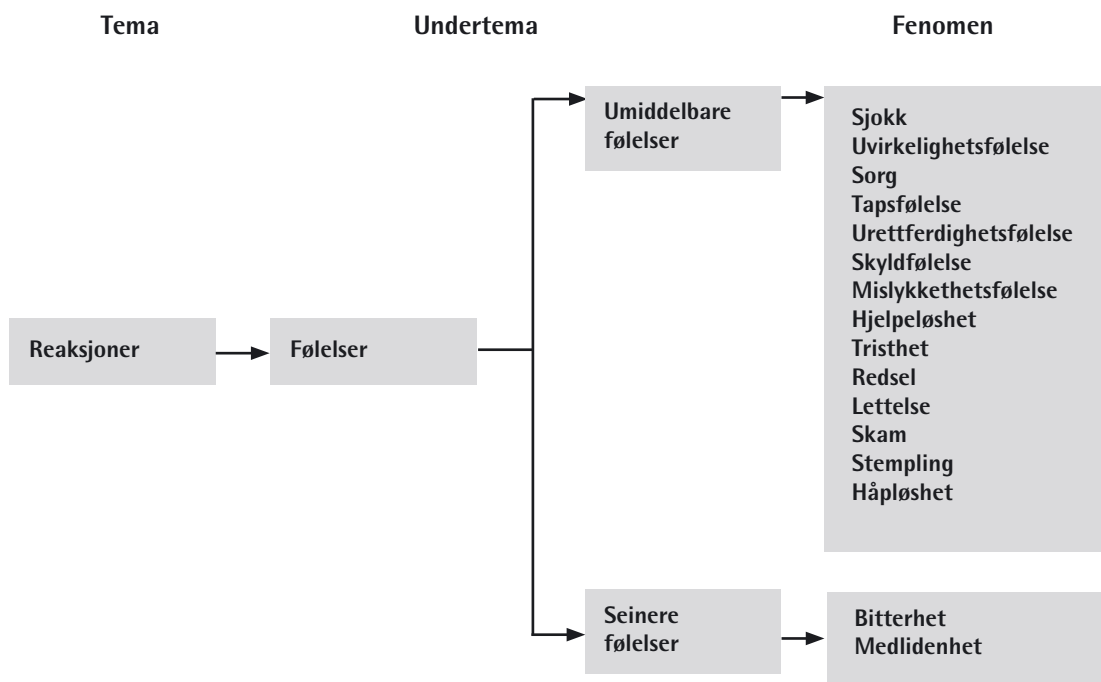 Tema
Undertema
Fenomen
Umiddelbare
følelser
Sjokk
Uvirkelighetsfølelse
Sorg
Tapsfølelse
Urettferdighetsfølelse
Skyldfølelse
Mislykkethetsfølelse
Hjelpeløshet
Tristhet
Redsel
Lettelse
Skam
Stempling
Håpløshet
Reaksjoner
Følelser
Seinere
følelser
Bitterhet
Medlidenhet